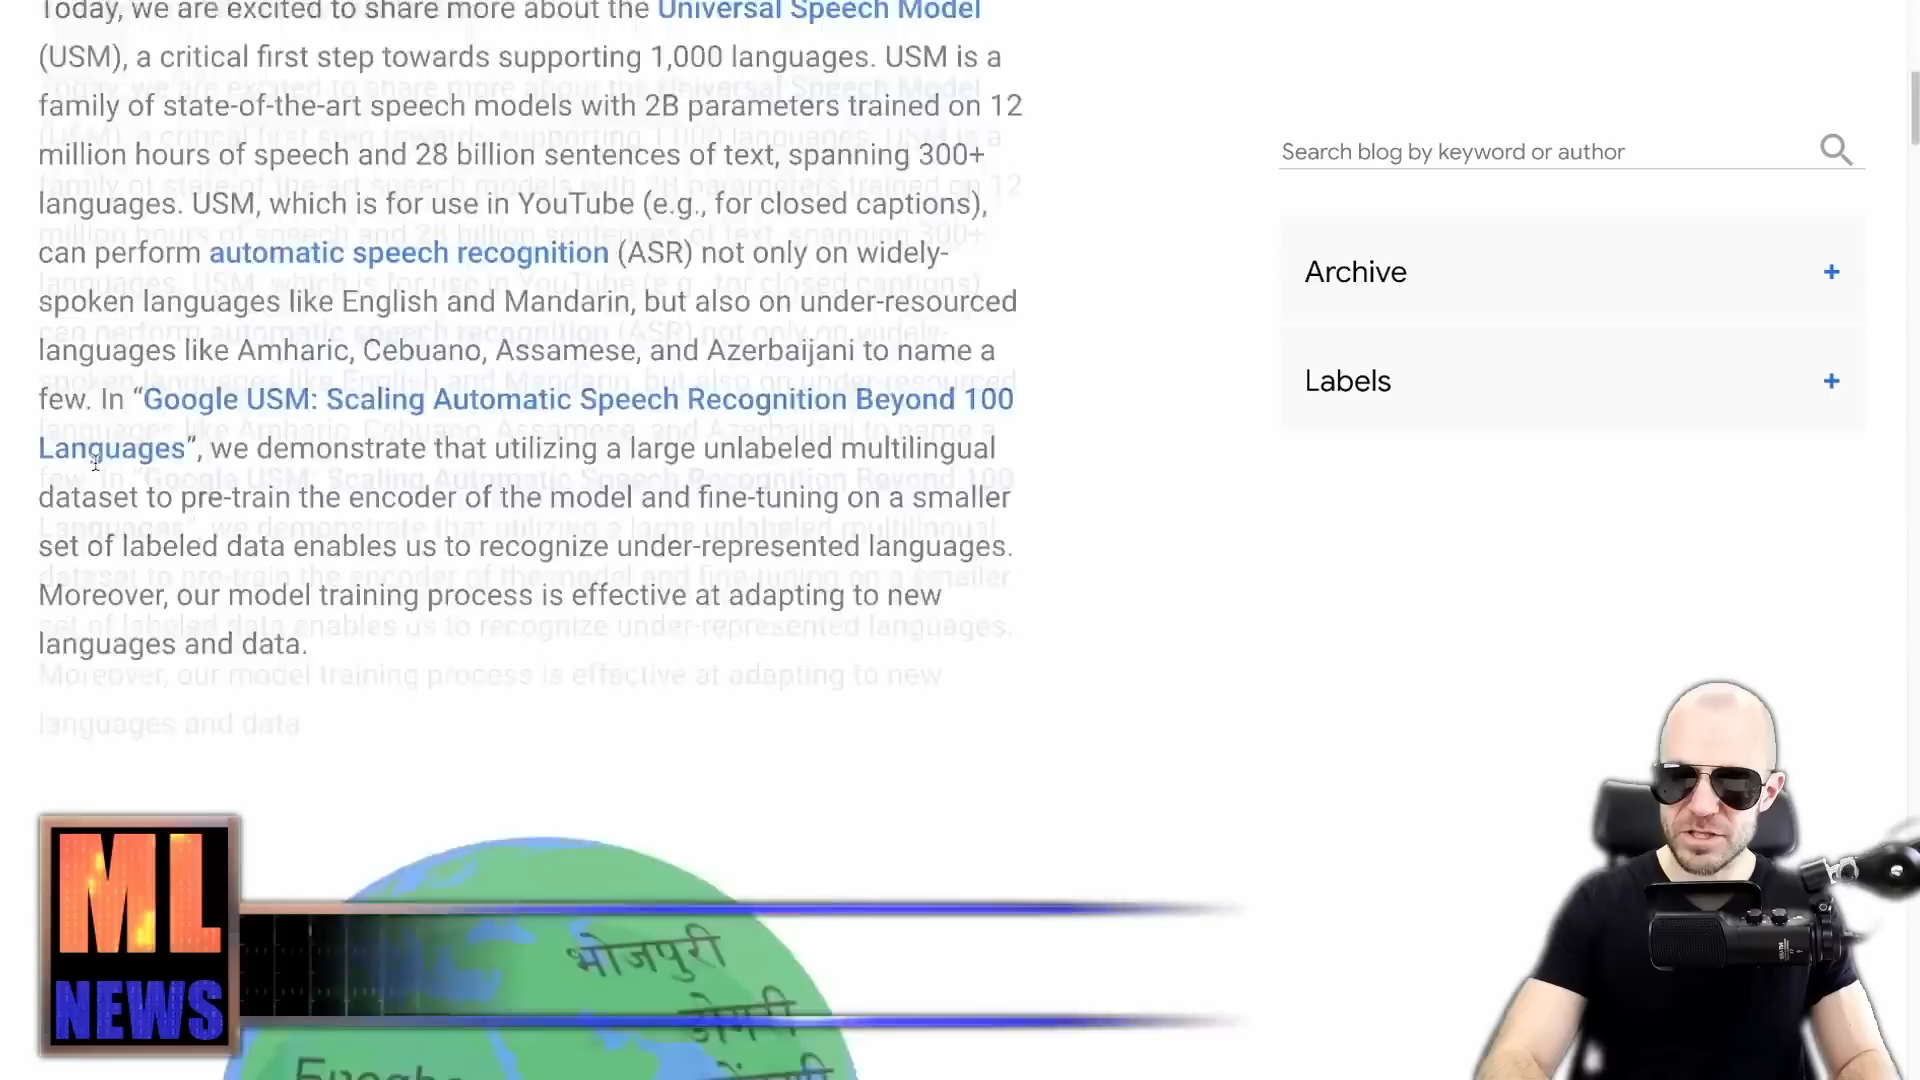 Today, we are excited to share more about the Universal Speech Model
(USM), a critical first step towards supporting 1,000 languages. USM is a
family of state-of-the-art speech models with 2B parameters trained on 12
million hours of speech and 28 billion sentences of text, spanning 300+
languages. USM, which is for use in YouTube (e.g., for closed captions),
can perform automatic speech recognition (ASR) not only on widely-
spoken languages like English and Mandarin, but also on under-resourced
languages like Amharic, Cebuano, Assamese, and Azerbaijani to name a
few. In “Google USM: Scaling Automatic Speech Recognition Beyond 100
Languages”, we demonstrate that utilizing a large unlabeled multilingual
dataset to pre-train the encoder of the model and fine-tuning on a smaller
set of labeled data enables us to recognize under-represented languages.
Moreover, our model training process is effective at adapting to new
languages and data.
Search blog by keyword or author
Archive +
Labels +
ML
NEWS
भोजपुरी
डोगरी